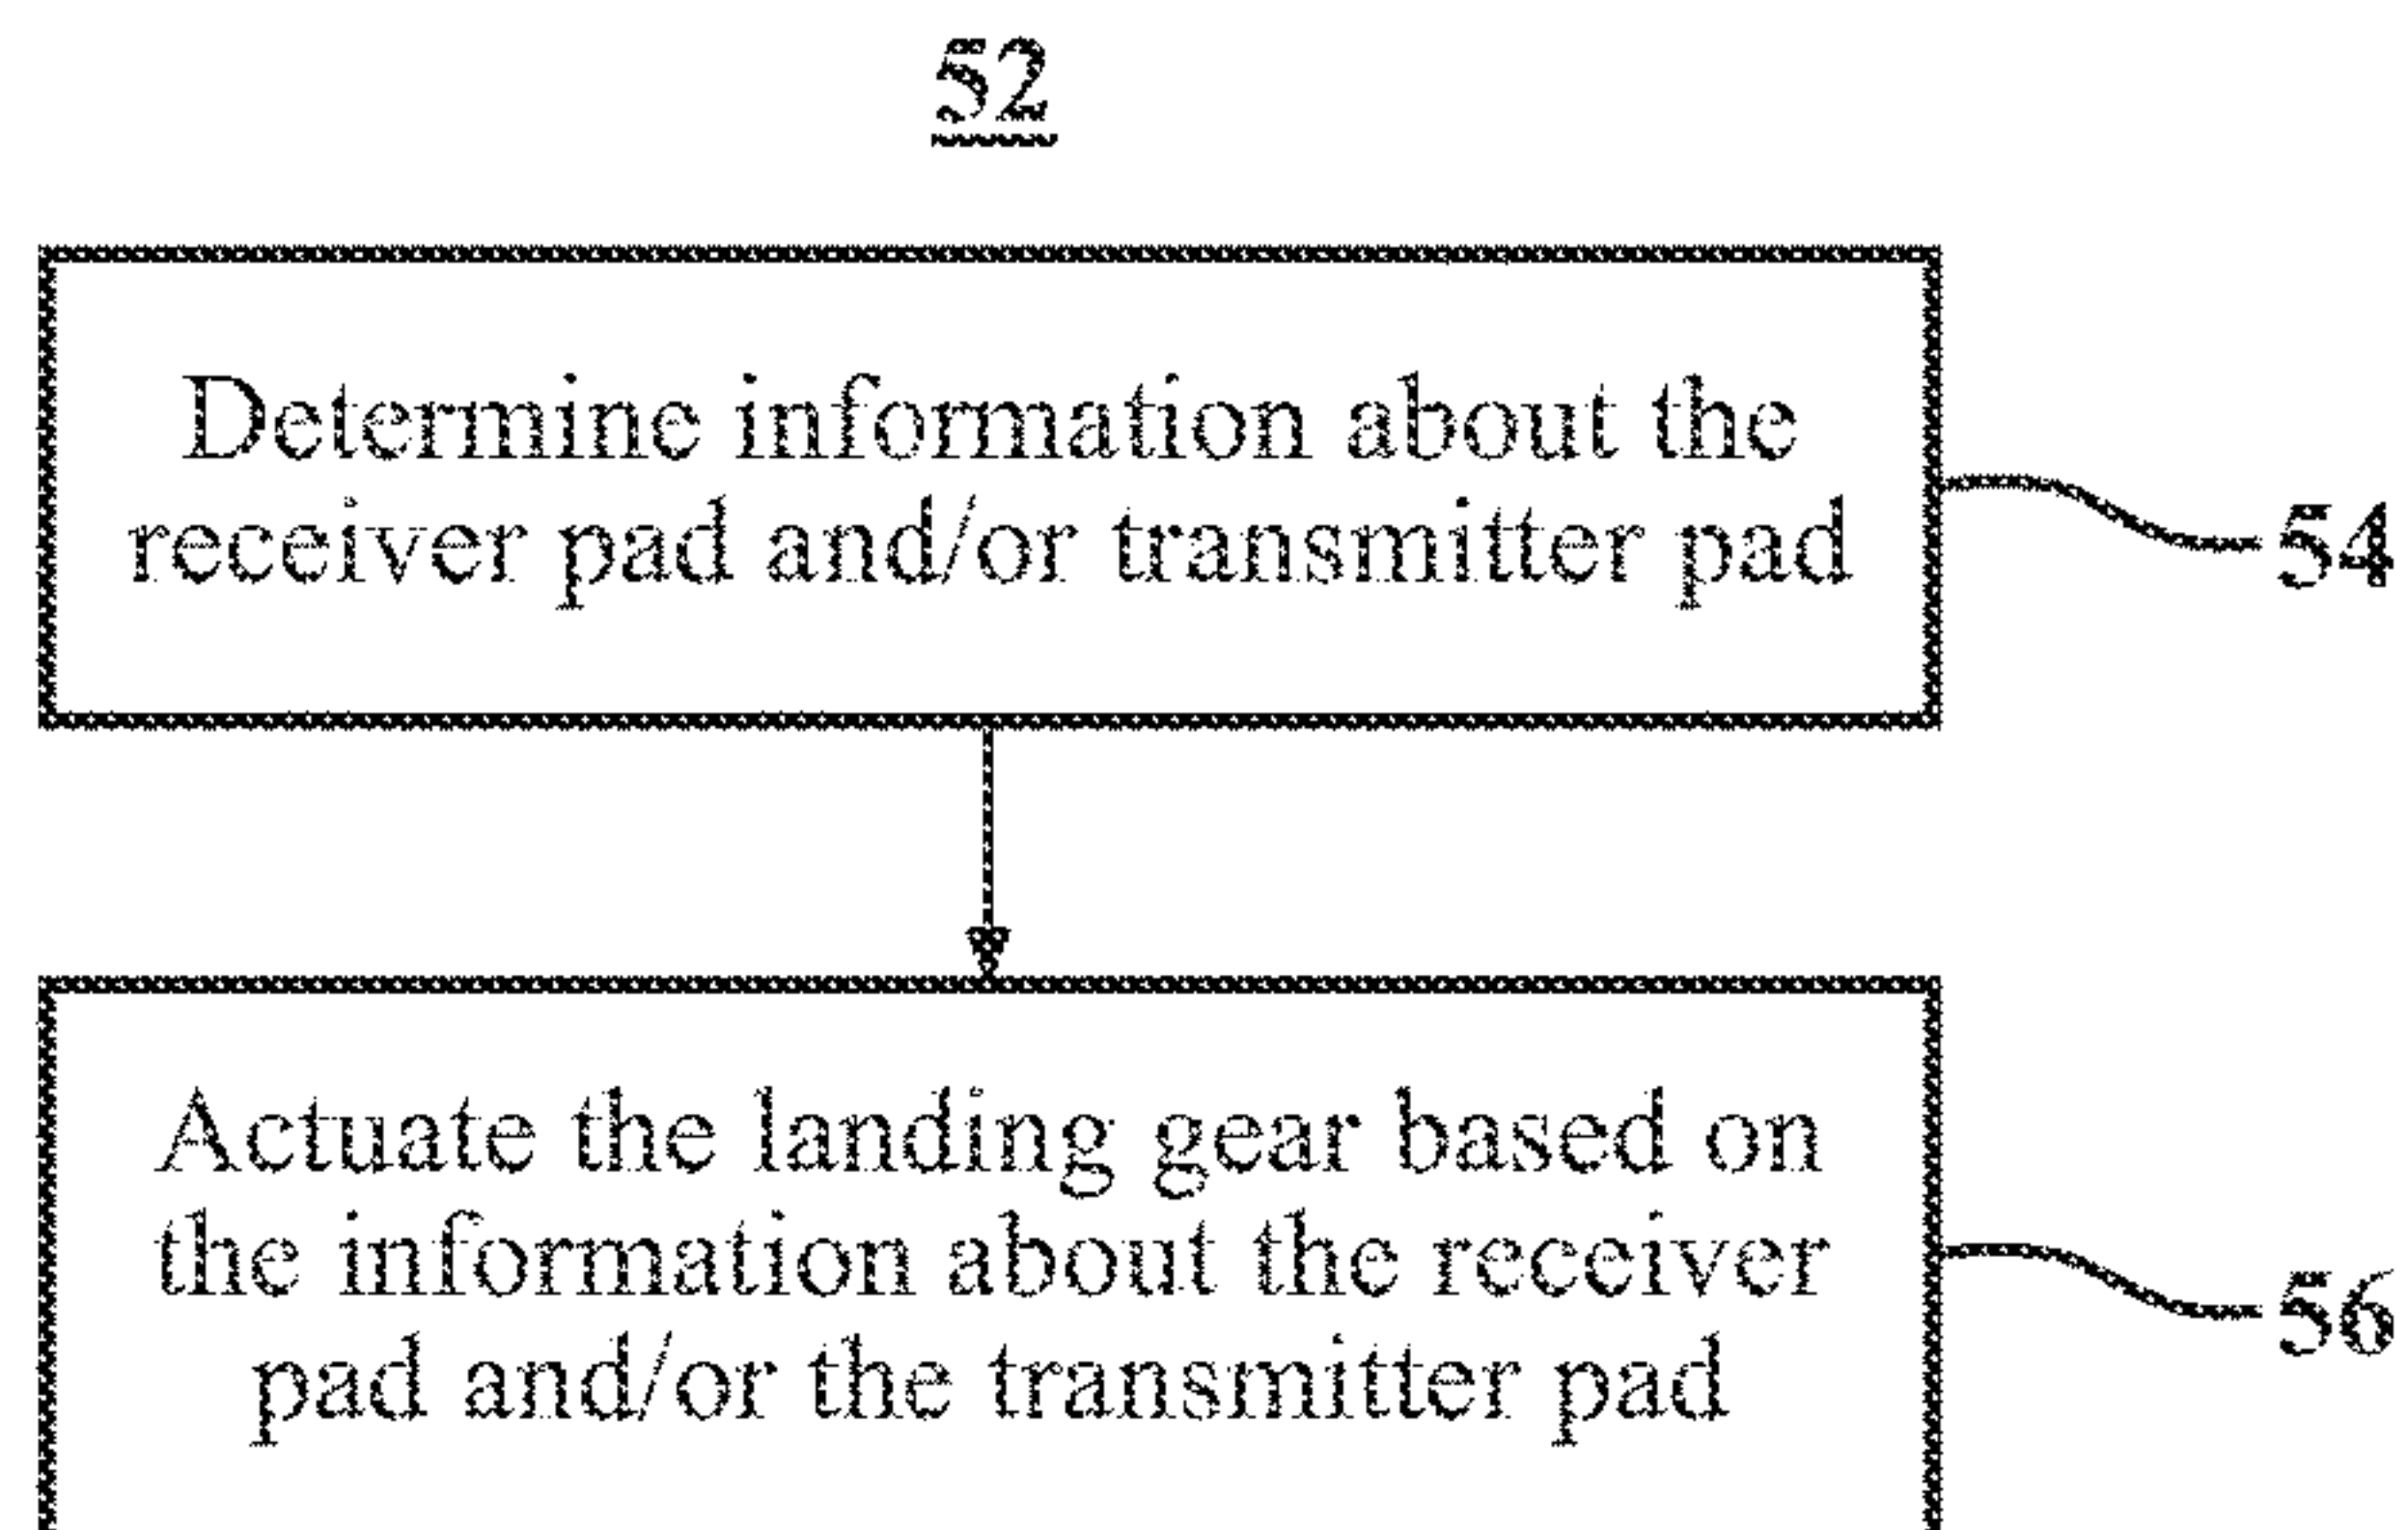 52
Determine information about the
receiver pad and/or transmitter pad
54
Actuate the landing gear based on
the information about the receiver
pad and/or the transmitter pad
56